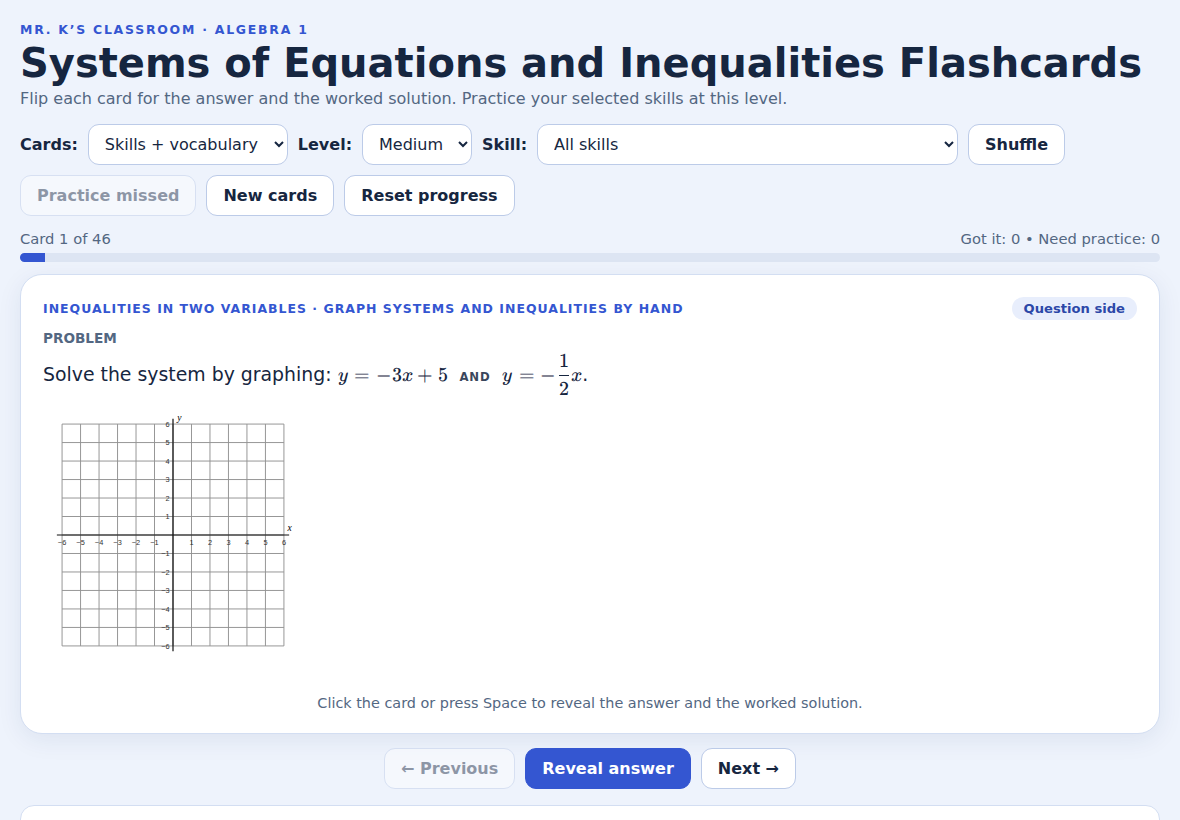 MR. K’S CLASSROOM · ALGEBRA 1
Systems of Equations and Inequalities Flashcards
Flip each card for the answer and the worked solution. Practice your selected skills at this level.
Cards: Skills + vocabulary Level: Medium Skill: All skills Shuffle
Practice missed New cards Reset progress
Card 1 of 46 Got it: 0 • Need practice: 0
INEQUALITIES IN TWO VARIABLES · GRAPH SYSTEMS AND INEQUALITIES BY HAND Question side
PROBLEM
Solve the system by graphing: y = −3x + 5 AND y = −1/2x.
y
6
5
4
3
2
1
x
−6 −5 −4 −3 −2 −1 1 2 3 4 5 6
−1
−2
−3
−4
−5
−6
Click the card or press Space to reveal the answer and the worked solution.
← Previous Reveal answer Next →